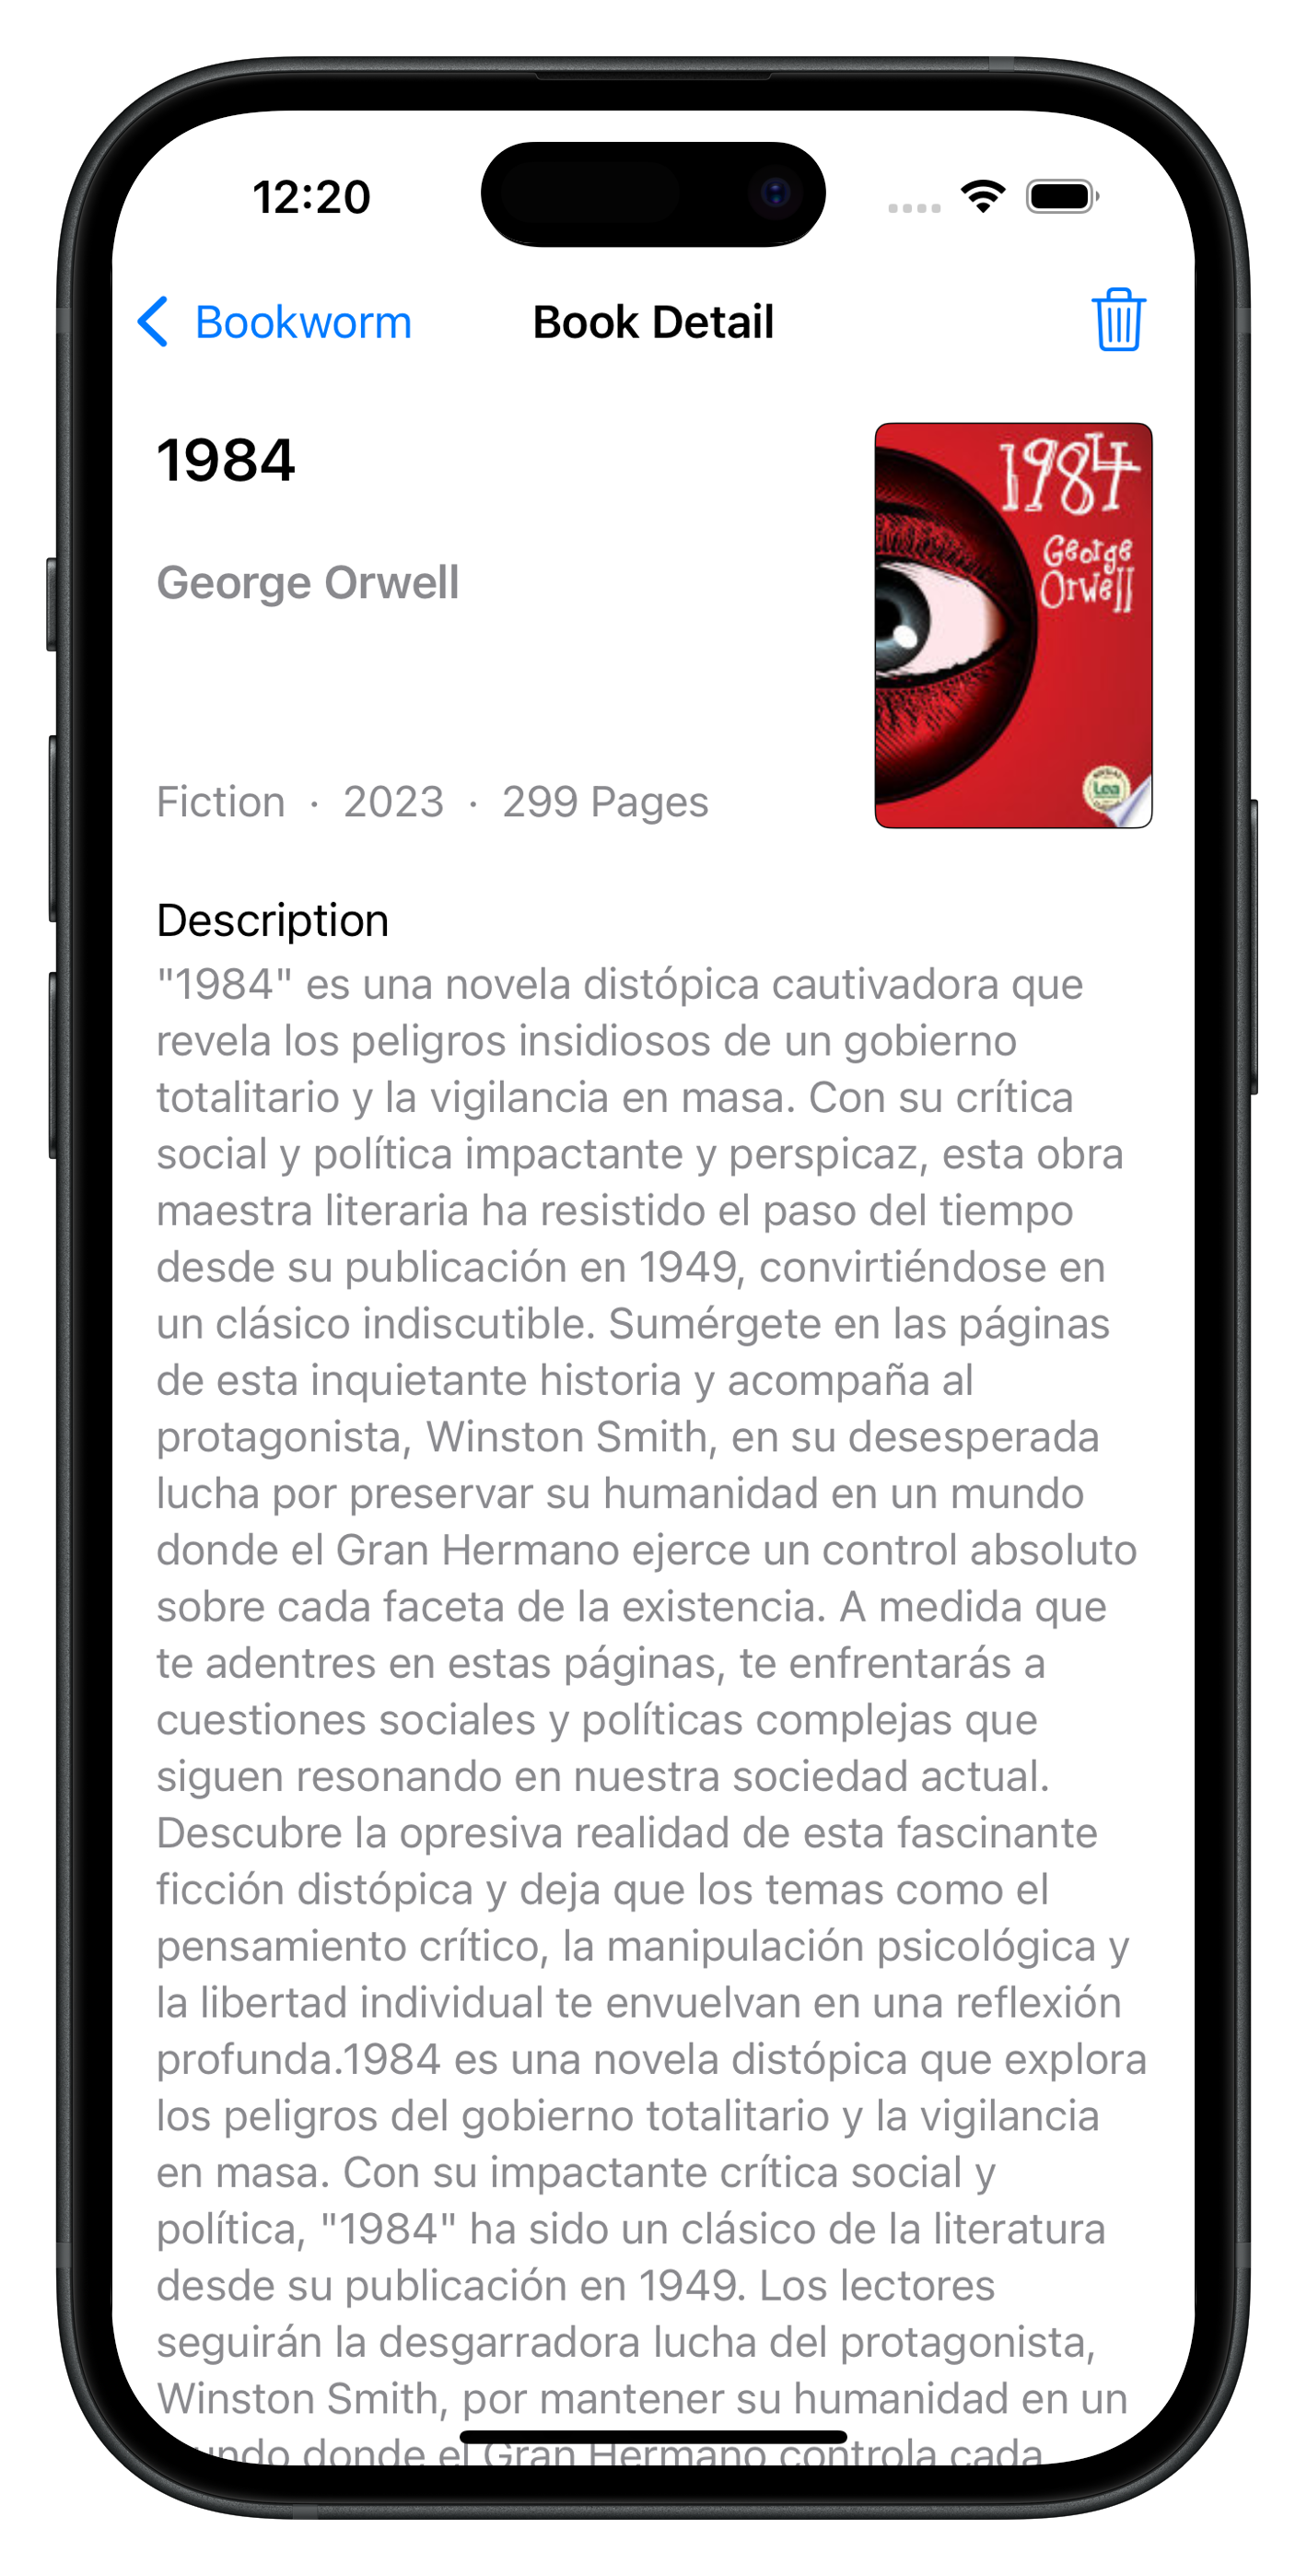 12:20
Bookworm
Book Detail
1984
George Orwell
1984
George
Orwell
Lea
Fiction · 2023 · 299 Pages
Description
"1984" es una novela distópica cautivadora que
revela los peligros insidiosos de un gobierno
totalitario y la vigilancia en masa. Con su crítica
social y política impactante y perspicaz, esta obra
maestra literaria ha resistido el paso del tiempo
desde su publicación en 1949, convirtiéndose en
un clásico indiscutible. Sumérgete en las páginas
de esta inquietante historia y acompaña al
protagonista, Winston Smith, en su desesperada
lucha por preservar su humanidad en un mundo
donde el Gran Hermano ejerce un control absoluto
sobre cada faceta de la existencia. A medida que
te adentres en estas páginas, te enfrentarás a
cuestiones sociales y políticas complejas que
siguen resonando en nuestra sociedad actual.
Descubre la opresiva realidad de esta fascinante
ficción distópica y deja que los temas como el
pensamiento crítico, la manipulación psicológica y
la libertad individual te envuelvan en una reflexión
profunda.1984 es una novela distópica que explora
los peligros del gobierno totalitario y la vigilancia
en masa. Con su impactante crítica social y
política, "1984" ha sido un clásico de la literatura
desde su publicación en 1949. Los lectores
seguirán la desgarradora lucha del protagonista,
Winston Smith, por mantener su humanidad en un
donde el Gran Hermano controla cada